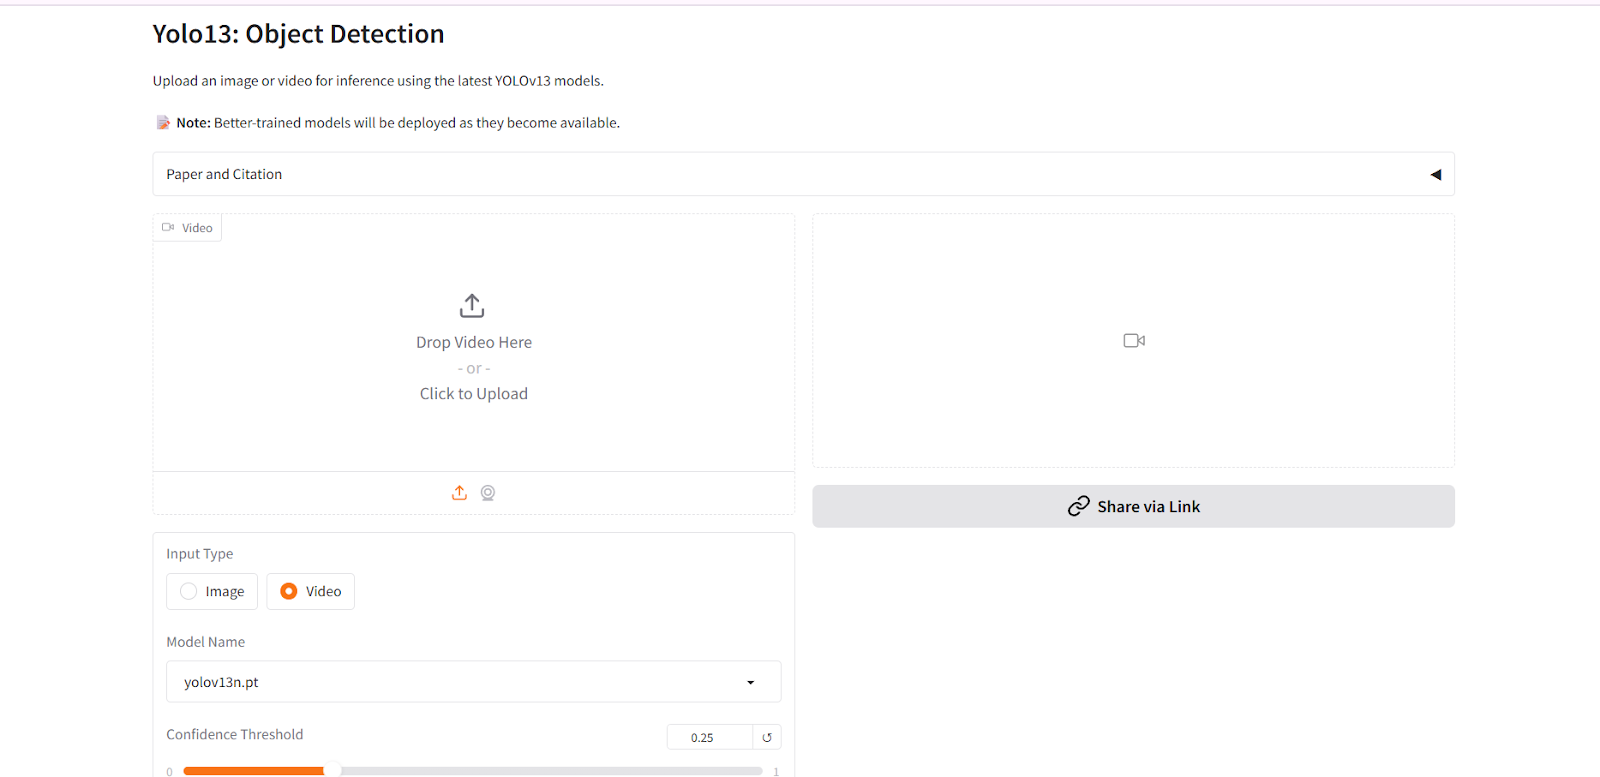 Yolo13: Object Detection
Upload an image or video for inference using the latest YOLOv13 models.
Note: Better-trained models will be deployed as they become available.
Paper and Citation
Video
Drop Video Here
- or -
Click to Upload
Share via Link
Input Type
Image
Video
Model Name
yolov13n.pt
Confidence Threshold
0.25
0
1